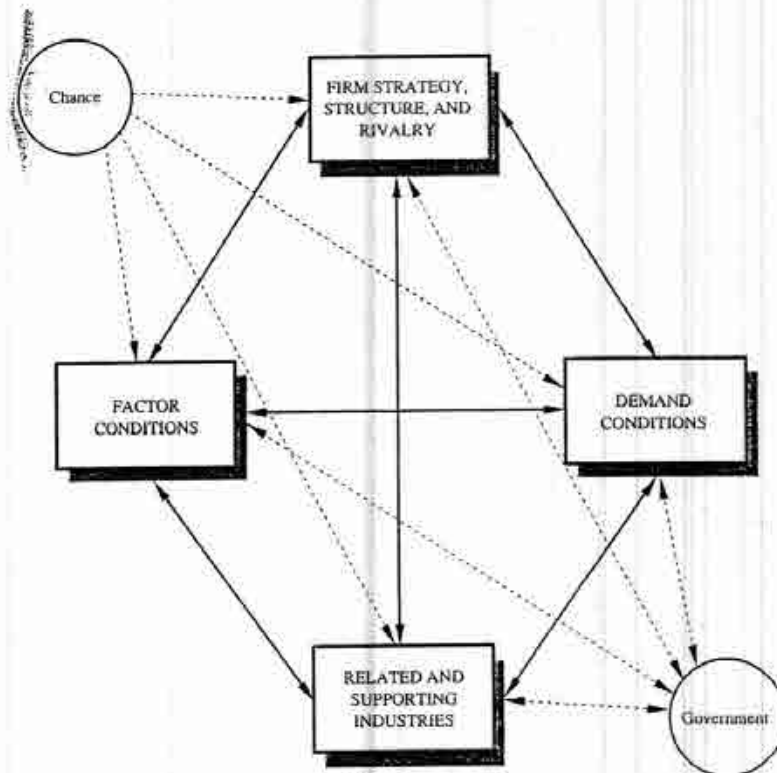 Chance
FIRM STRATEGY,
STRUCTURE, AND
RIVALRY
FACTOR
CONDITIONS
DEMAND
CONDITIONS
RELATED AND
SUPPORTING
INDUSTRIES
Government